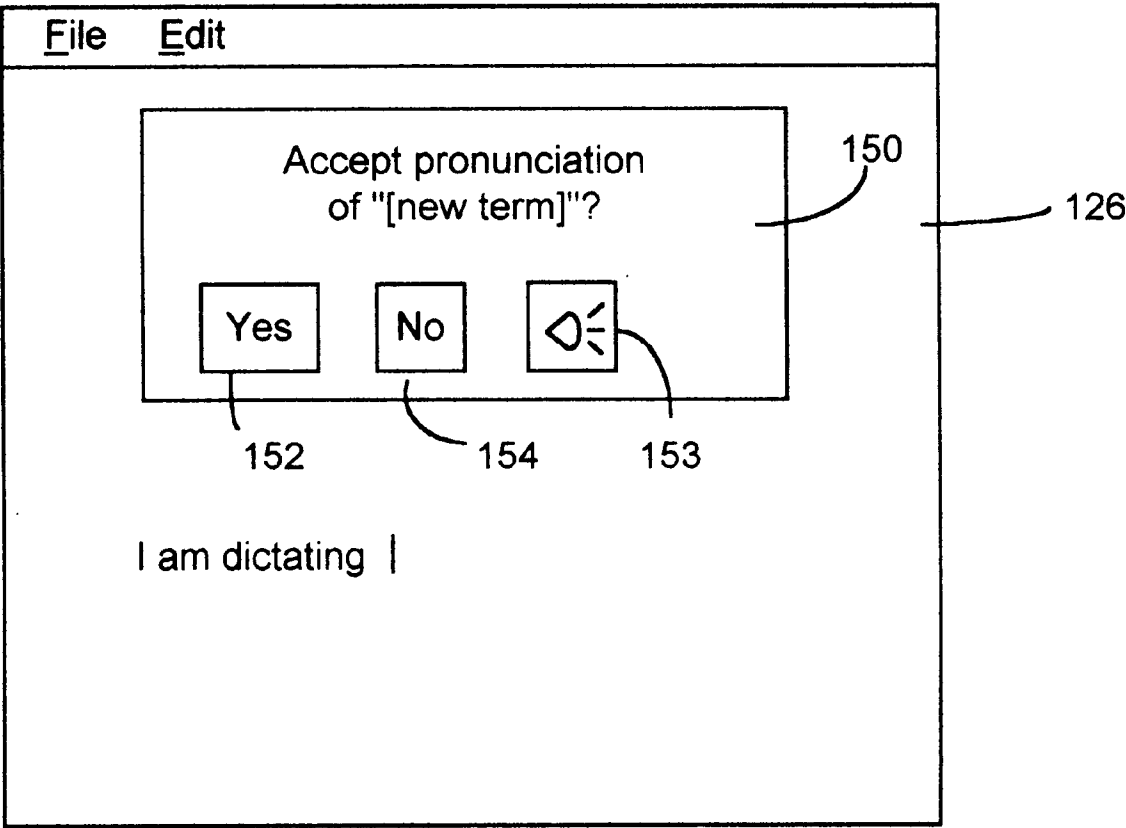 File Edit
Accept pronunciation
of "[new term]"?
150
126
Yes No
152 154 153
I am dictating